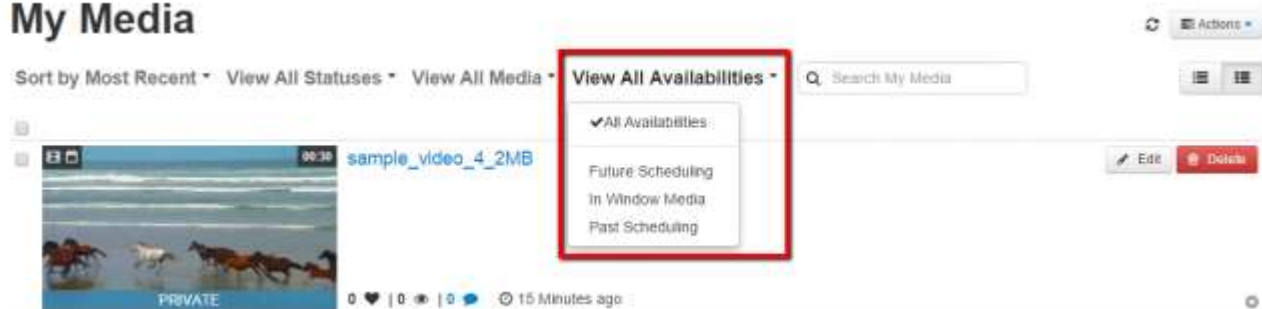 My Media
Actions
Sort by Most Recent View All Statuses View All Media View All Availabilities Search My Media
✔All Availabilities
00:30 sample_video_4_2MB Edit Delete
Future Scheduling
In Window Media
Past Scheduling
PRIVATE 0 | 0 | 0 15 Minutes ago